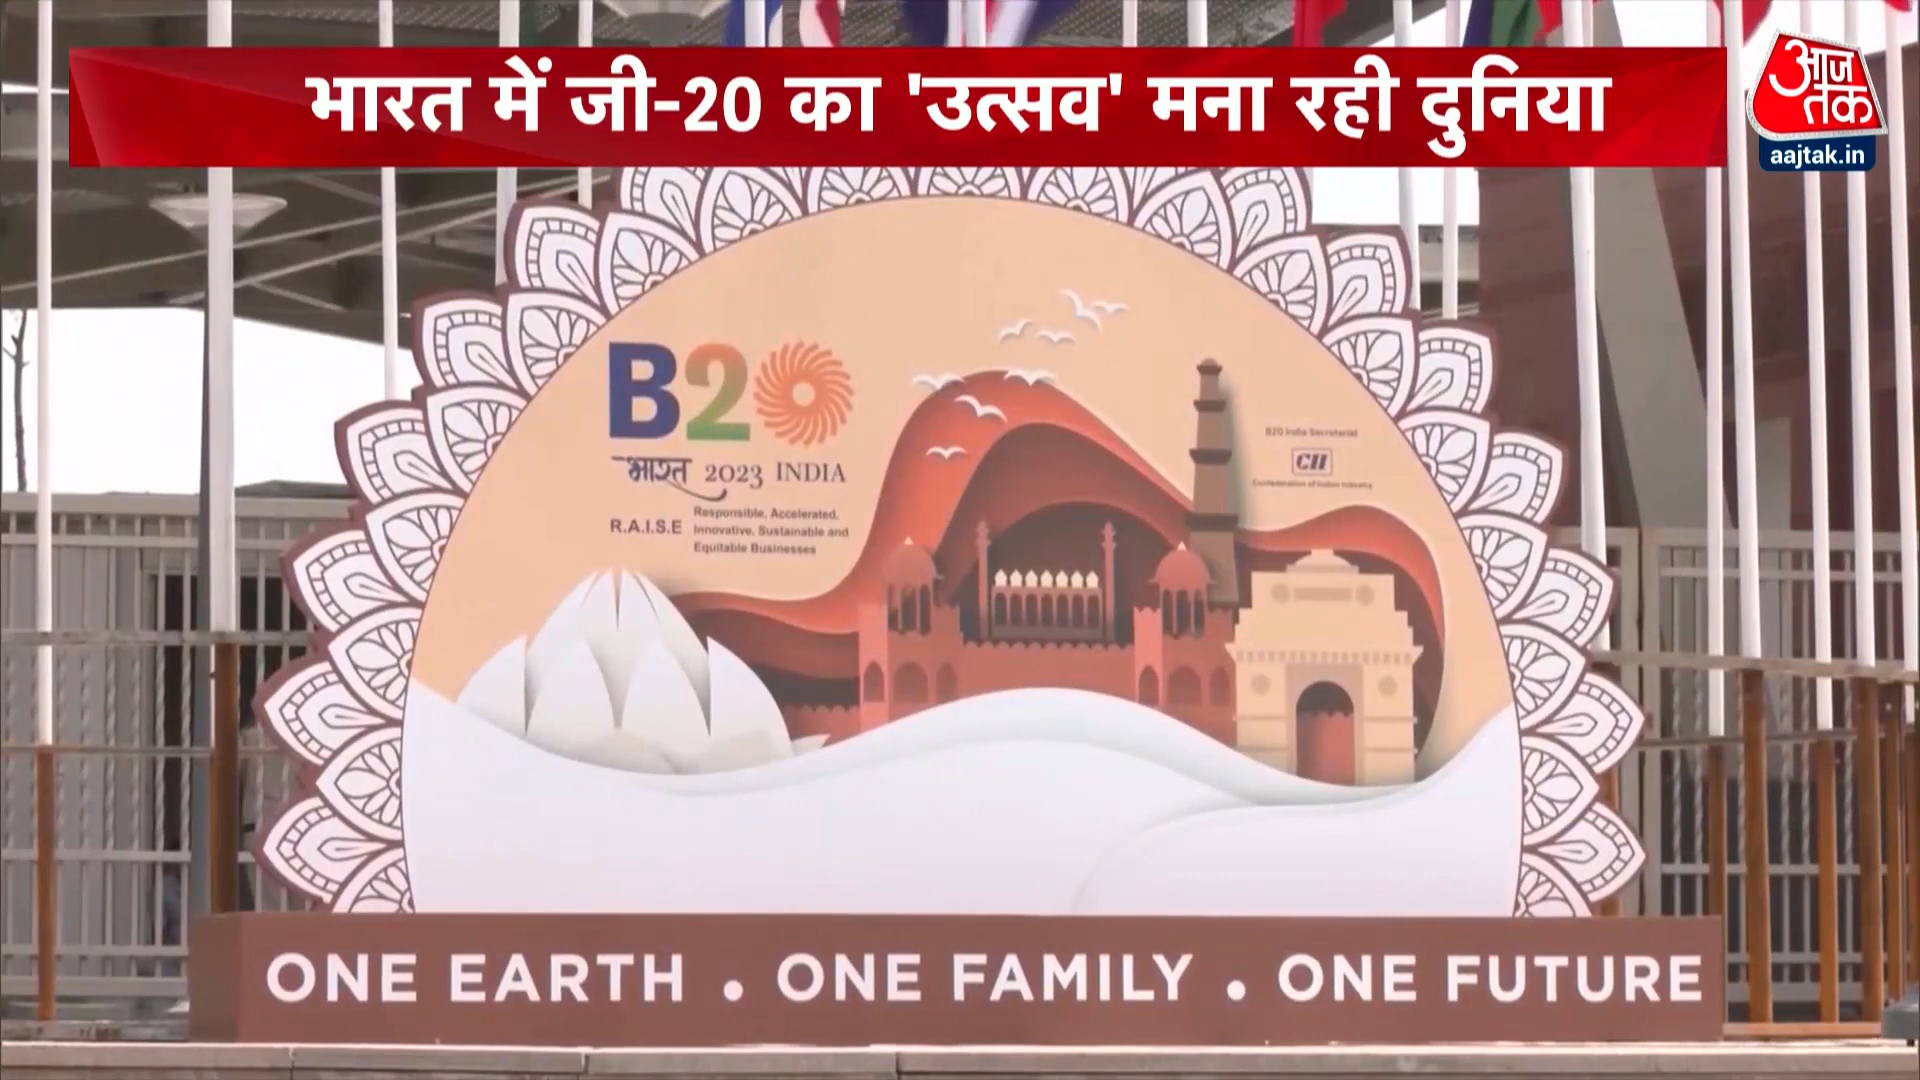 भारत में जी-20 का 'उत्सव' मना रही दुनिया
आज
तक
aajtak.in
B20
भारत 2023 INDIA
R.A.I.S.E
Responsible, Accelerated,
Innovative, Sustainable and
Equitable Businesses
B20 India Secretariat
CII
Confederation of Indian Industry
ONE EARTH . ONE FAMILY . ONE FUTURE